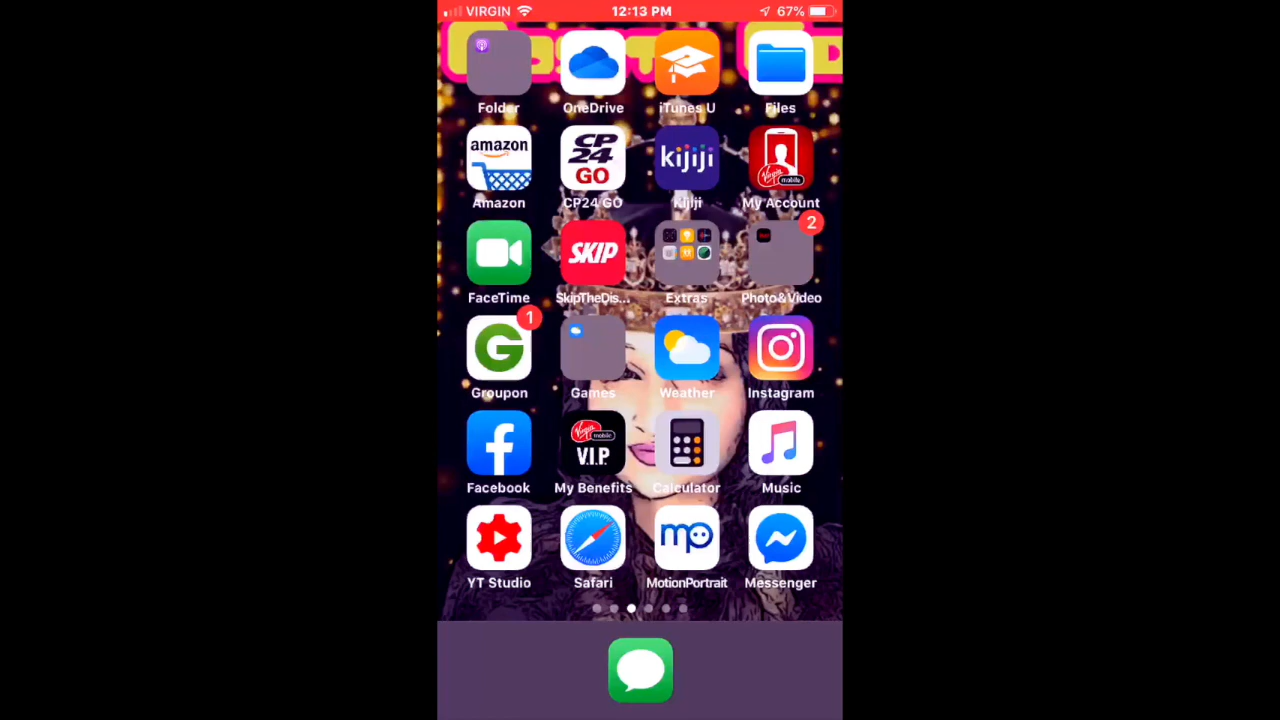 VIRGIN 12:13 PM 67%
Folder OneDrive iTunes U Files
amazon CP24 GO kijiji Virgin mobile
Amazon CP24 GO Kijiji My Account
SKIP 2
FaceTime SkipTheDis... Extras Photo&Video
G 1
Groupon Games Weather Instagram
Virgin mobile V.I.P
Facebook My Benefits Calculator Music
mp
YT Studio Safari MotionPortrait Messenger